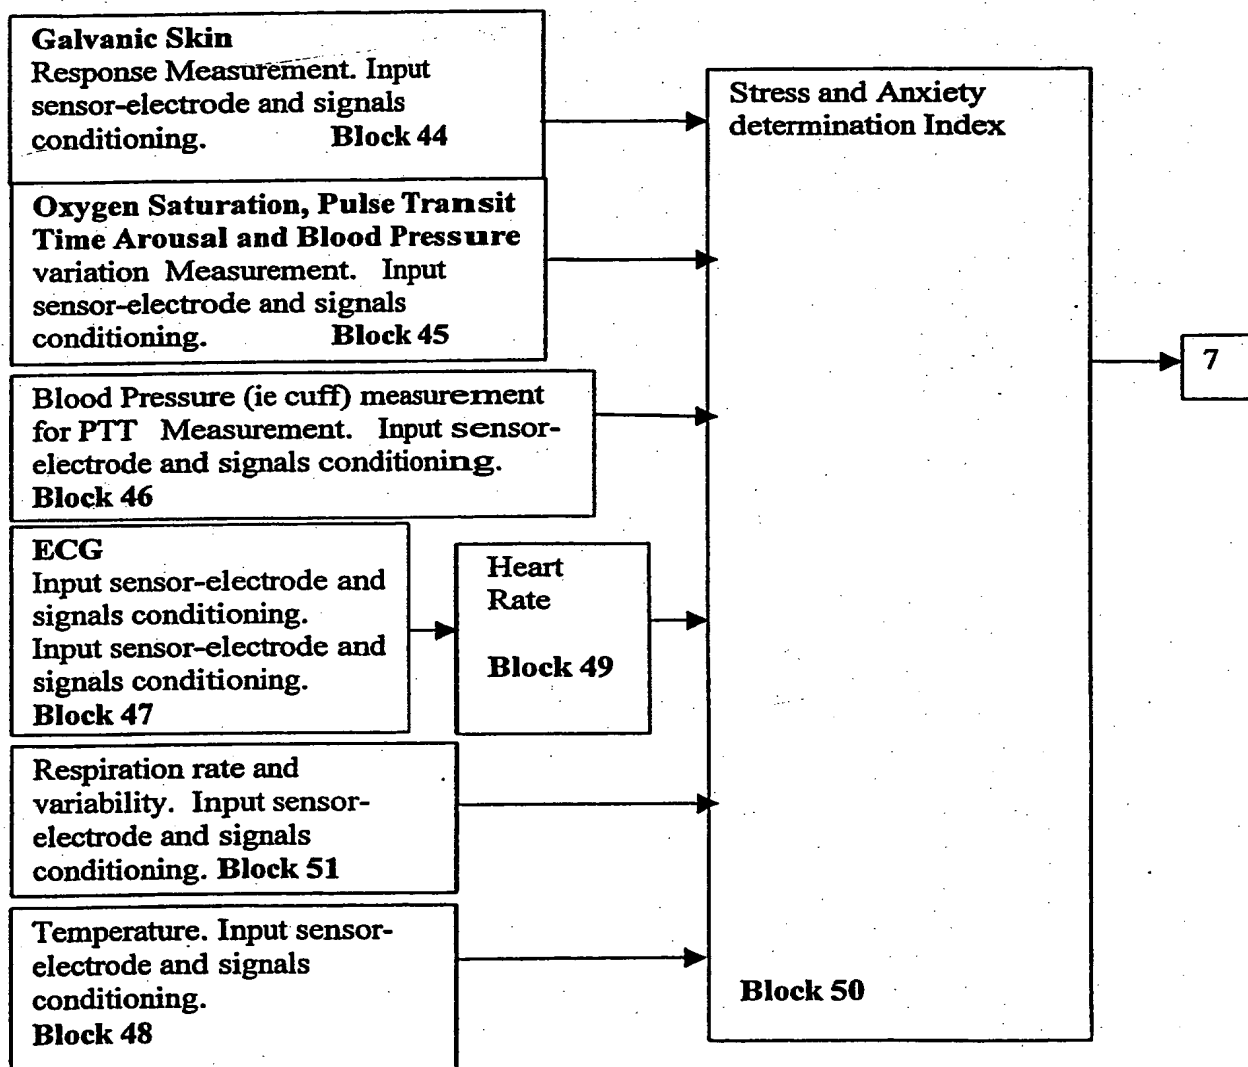 Galvanic Skin
Response Measurement. Input
sensor-electrode and signals
conditioning. Block 44
Oxygen Saturation, Pulse Transit
Time Arousal and Blood Pressure
variation Measurement. Input
sensor-electrode and signals
conditioning. Block 45
Blood Pressure (ie cuff) measurement
for PTT Measurement. Input sensor-
electrode and signals conditioning.
Block 46
ECG
Input sensor-electrode and
signals conditioning.
Input sensor-electrode and
signals conditioning.
Block 47
Heart
Rate
Block 49
Respiration rate and
variability. Input sensor-
electrode and signals
conditioning. Block 51
Temperature. Input sensor-
electrode and signals
conditioning.
Block 48
Stress and Anxiety
determination Index
Block 50
7